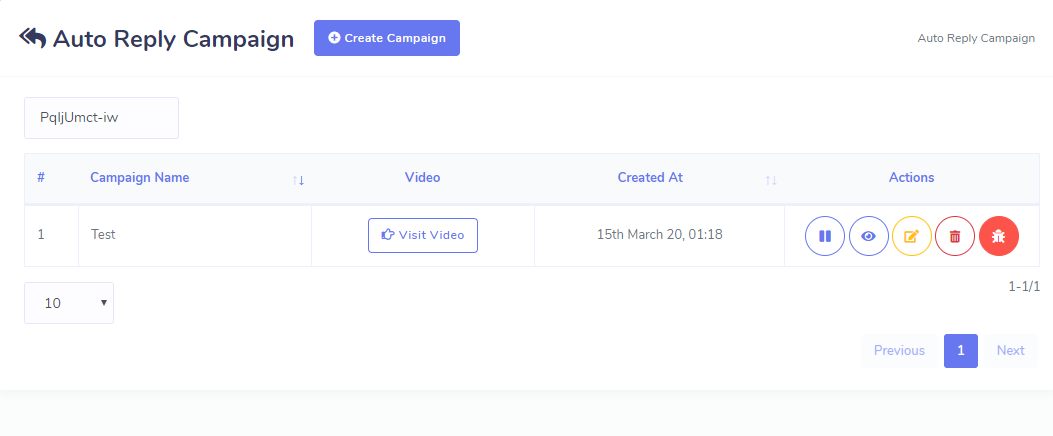 Auto Reply Campaign
Create Campaign
Auto Reply Campaign
PqIjUmct-iw
# Campaign Name Video Created At Actions
1 Test Visit Video 15th March 20, 01:18
10
1-1/1
Previous 1 Next